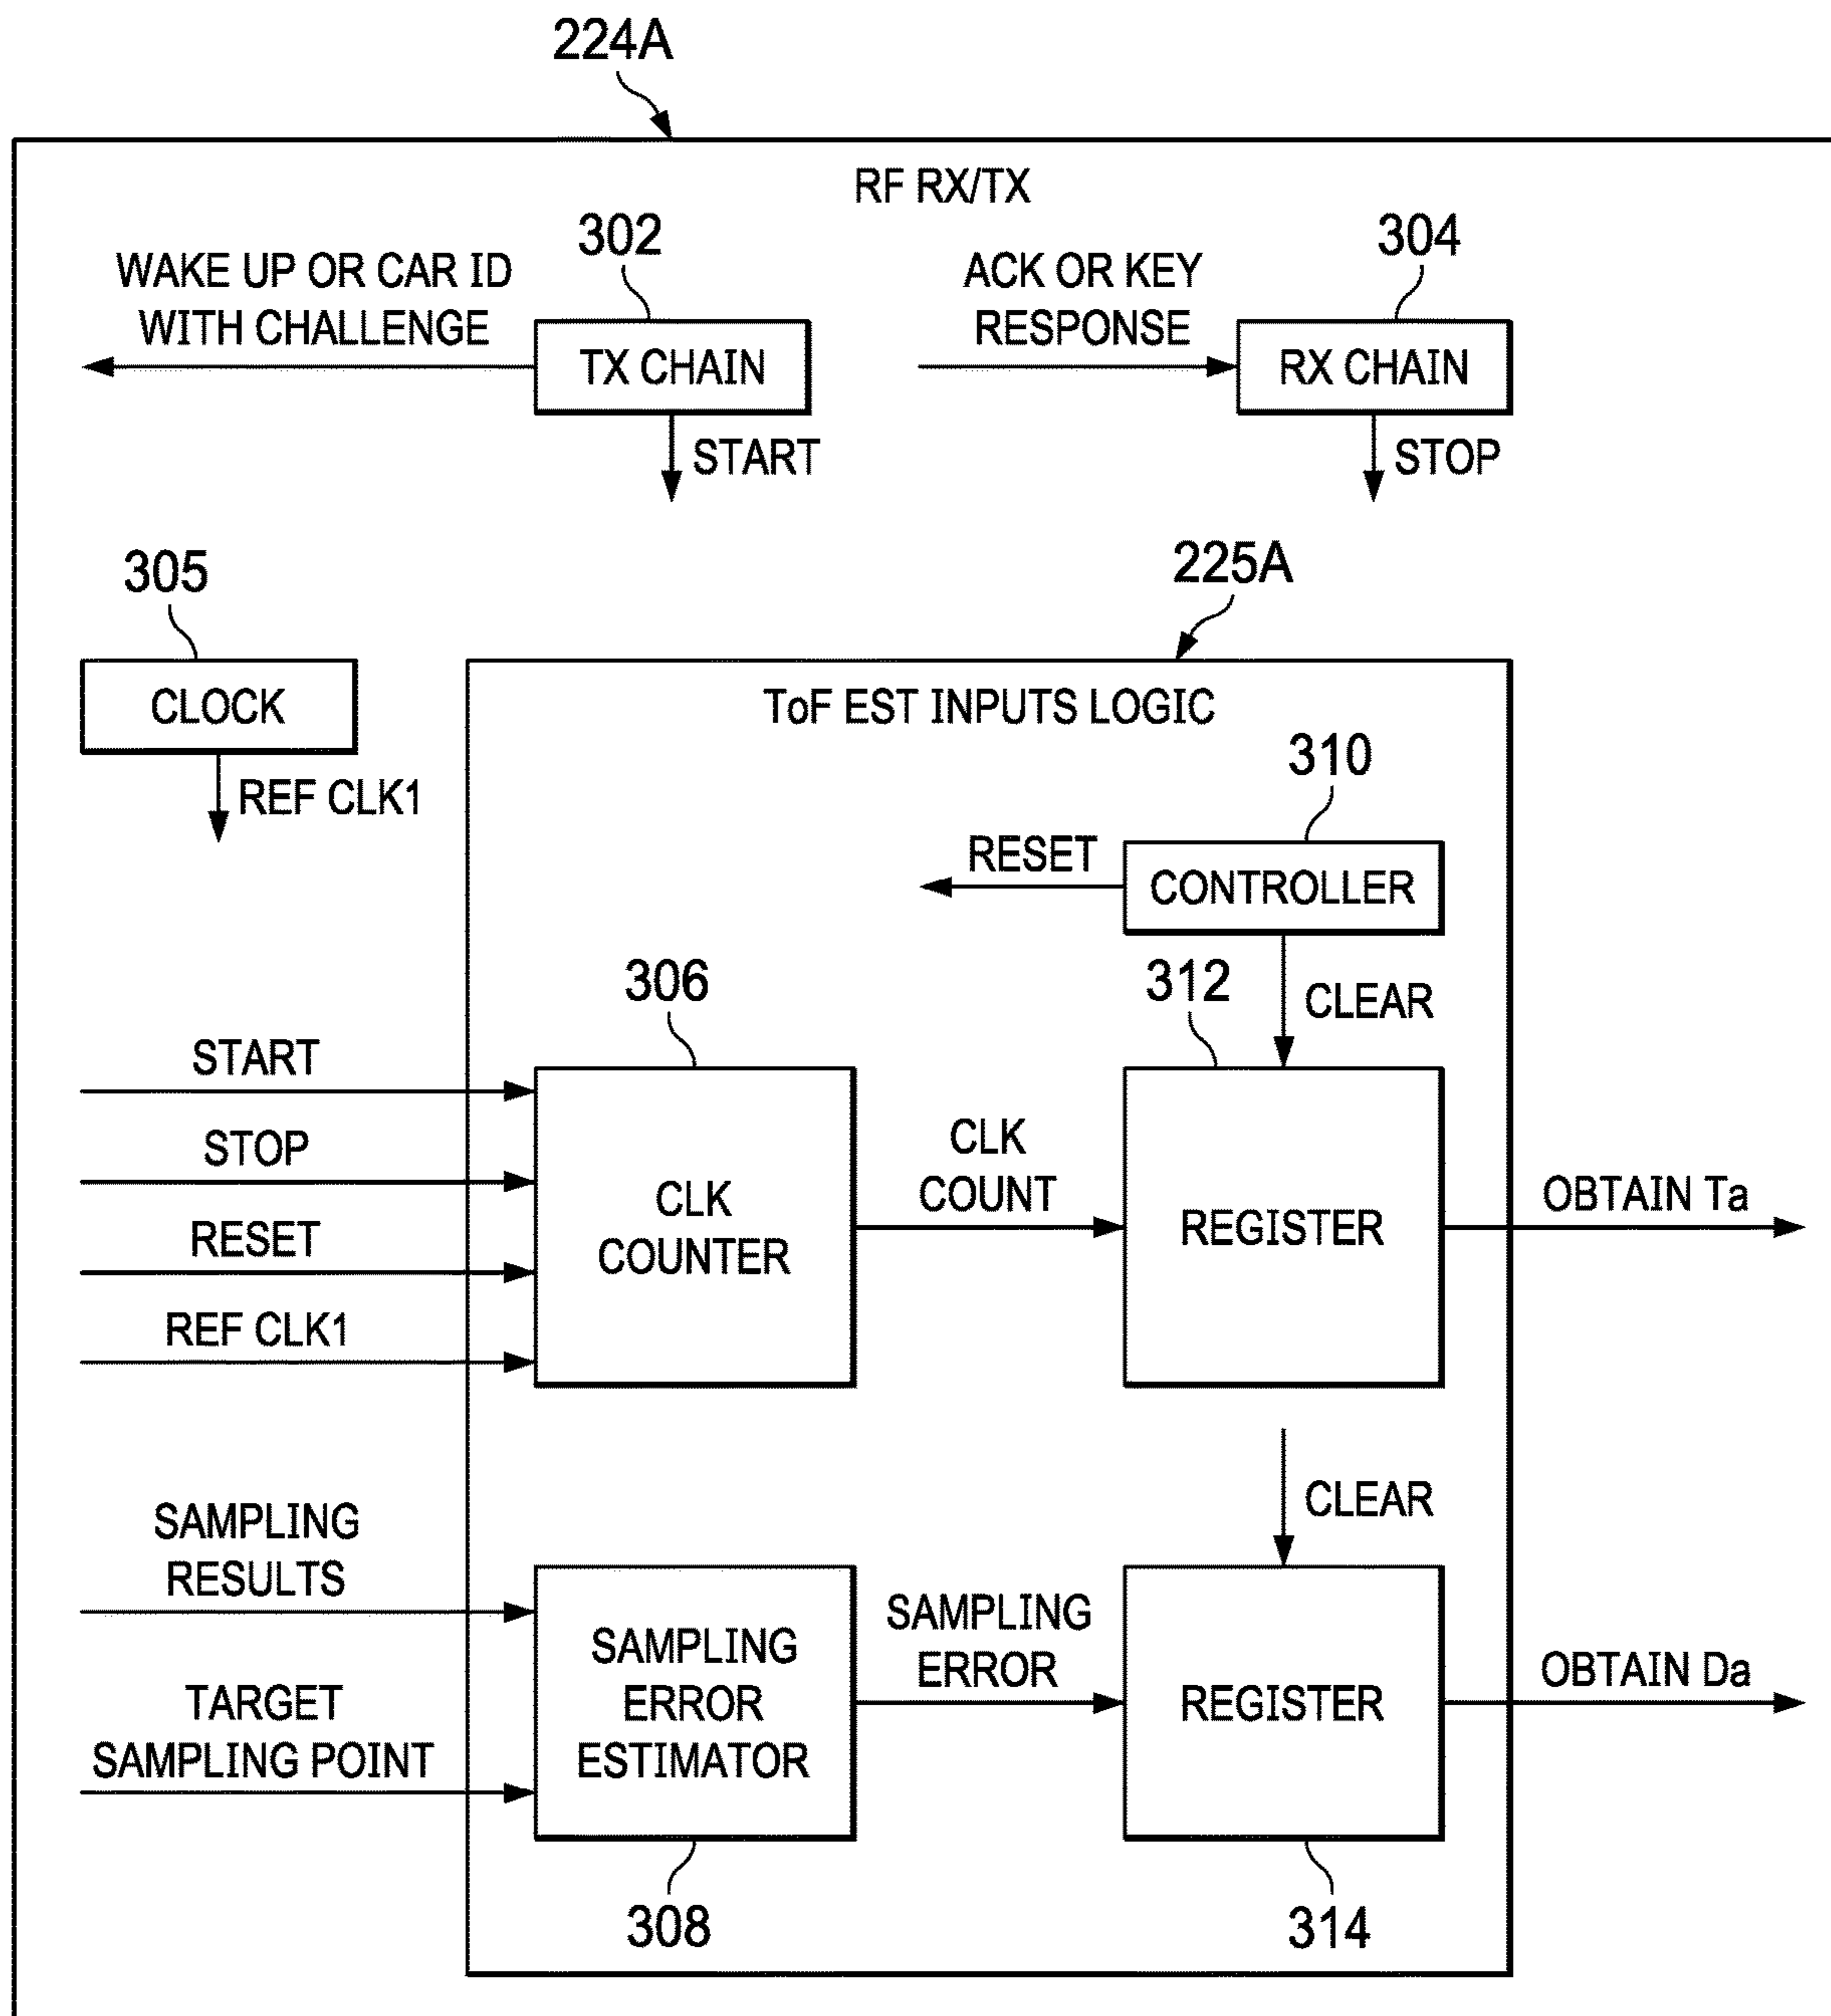 224A
RF RX/TX
302
304
WAKE UP OR CAR ID
WITH CHALLENGE
ACK OR KEY
RESPONSE
TX CHAIN
RX CHAIN
START
STOP
305
225A
CLOCK
ToF EST INPUTS LOGIC
REF CLK1
310
RESET
CONTROLLER
306
312
CLEAR
START
STOP
RESET
REF CLK1
CLK
COUNTER
CLK
COUNT
REGISTER
OBTAIN Ta
CLEAR
SAMPLING
RESULTS
TARGET
SAMPLING POINT
SAMPLING
ERROR
ESTIMATOR
SAMPLING
ERROR
REGISTER
OBTAIN Da
308
314